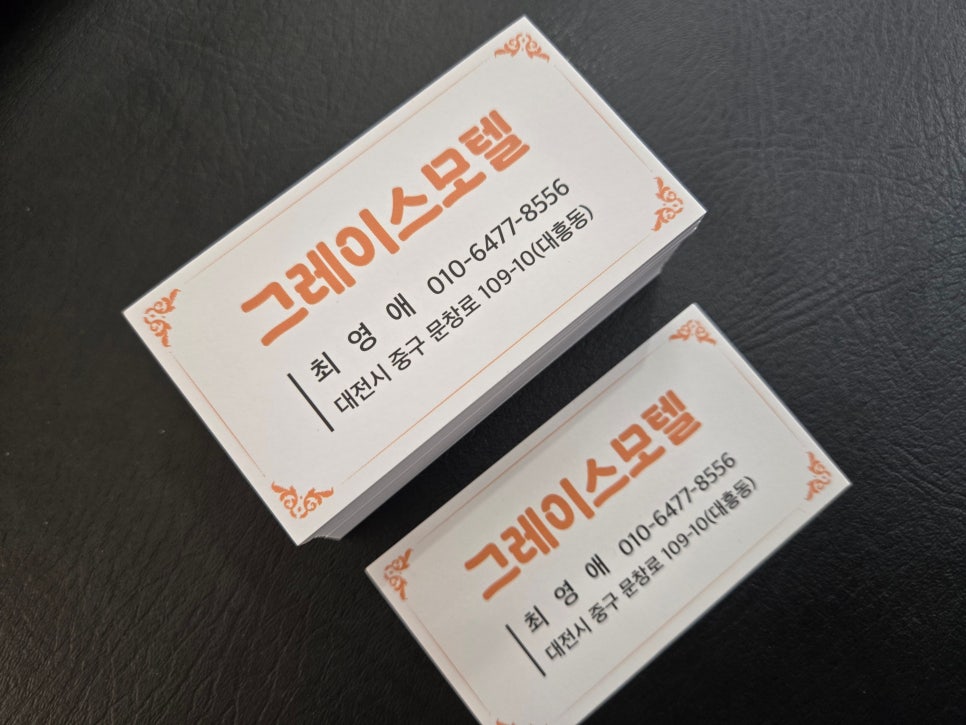 그레이스모텔
최 영 애 010-6477-8556
대전시 중구 문창로 109-10(대흥동)
그레이스모텔
최 영 애 010-6477-8556
대전시 중구 문창로 109-10(대흥동)